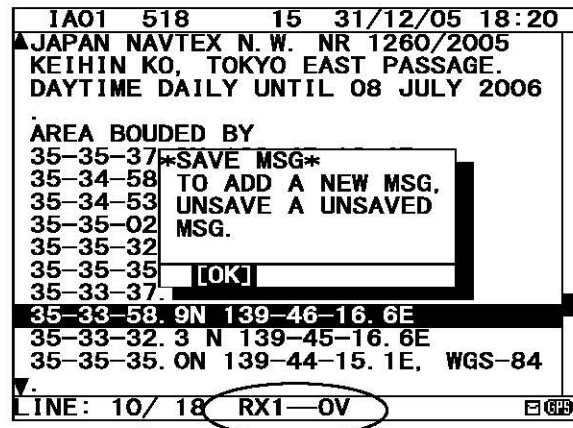 IA01 518 15 31/12/05 18:20
▲JAPAN NAVTEX N.W. NR 1260/2005
KEIHIN KO, TOKYO EAST PASSAGE.
DAYTIME DAILY UNTIL 08 JULY 2006
.
AREA BOUDED BY
35-35-37
35-34-58
35-34-53
35-35-02
35-35-32
35-35-35
35-33-37.
*SAVE MSG*
TO ADD A NEW MSG,
UNSAVE A UNSAVED
MSG.
[OK]
35-33-58.9N 139-46-16.6E
35-33-32.3 N 139-45-16.6E
35-35-35.0N 139-44-15.1E, WGS-84
▼.
LINE: 10/ 18 RX1—OV GPS